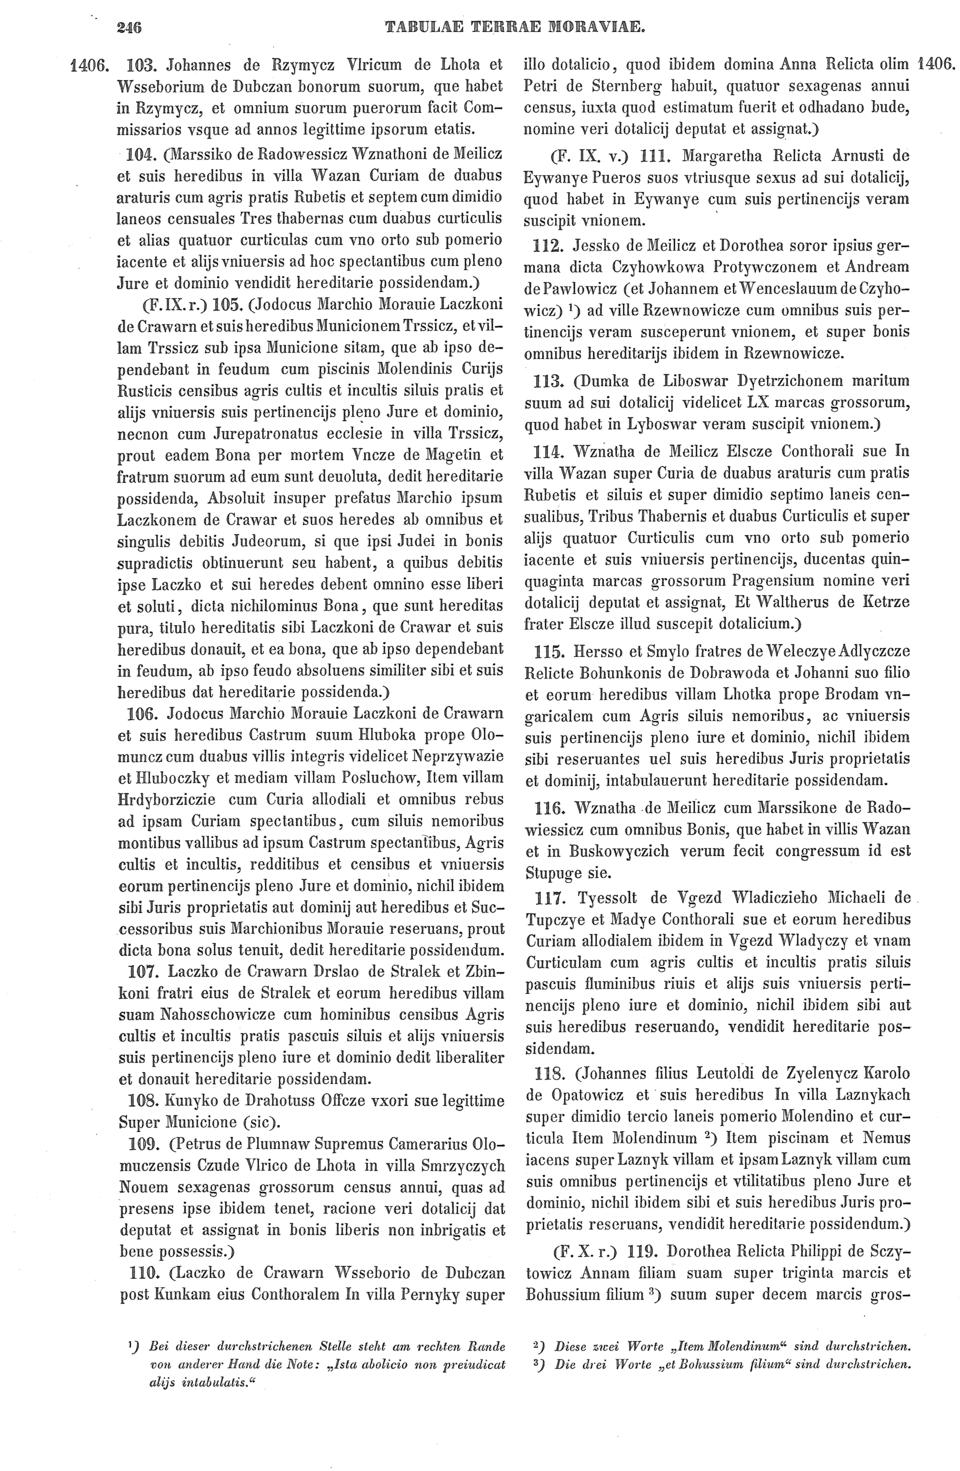 246 TABULAE TERRAE MORAVIAE.
1406. 103. Johannes de Rzymycz Vlricum de Lhota et
Wsseborium de Dubczan bonorum suorum, que habet
in Rzymycz, et omnium suorum puerorum facit Com-
missarios vsque ad annos legittime ipsorum etatis.
104. (Marssiko de Radowessicz Wznathoni de Meilicz
et suis heredibus in villa Wazan Curiam de duabus
araturis cum agris pratis Rubetis et septem cum dimidio
laneos censuales Tres thabernas cum duabus curticulis
et alias quatuor curticulas cum vno orto sub pomerio
iacente et alijs vniuersis ad hoc spectantibus cum pleno
Jure et dominio vendidit hereditarie possidendam.)
(F. IX. r.) 105. (Jodocus Marchio Morauie Laczkoni
de Crawarn et suis heredibus Municionem Trssicz, et vil-
lam Trssicz sub ipsa Municione sitam, que ab ipso de-
pendebant in feudum cum piscinis Molendinis Curijs
Rusticis censibus agris cultis et incultis siluis pratis et
alijs vniuersis suis pertinencijs pleno Jure et dominio,
necnon cum Jurepatronatus ecclesie in villa Trssicz,
prout eadem Bona per mortem Vncze de Magetin et
fratrum suorum ad eum sunt deuoluta, dedit hereditarie
possidenda, Absoluit insuper prefatus Marchio ipsum
Laczkonem de Crawar et suos heredes ab omnibus et
singulis debitis Judeorum, si que ipsi Judei in bonis
supradictis obtinuerunt seu habent, a quibus debitis
ipse Laczko et sui heredes debent omnino esse liberi
et soluti, dicta nichilominus Bona, que sunt hereditas
pura, titulo hereditatis sibi Laczkoni de Crawar et suis
heredibus donauit, et ea bona, que ab ipso dependebant
in feudum, ab ipso feudo absoluens similiter sibi et suis
heredibus dat hereditarie possidenda.)
106. Jodocus Marchio Morauie Laczkoni de Crawarn
et suis heredibus Castrum suum Hluboka prope Olo-
muncz cum duabus villis integris videlicet Neprzywazie
et Hluboczky et mediam villam Posluchow, Item villam
Hrdyborziczie cum Curia allodiali et omnibus rebus
ad ipsam Curiam spectantibus, cum siluis nemoribus
montibus vallibus ad ipsum Castrum spectantibus, Agris
cultis et incultis, redditibus et censibus et vniuersis
eorum pertinencijs pleno Jure et dominio, nichil ibidem
sibi Juris proprietatis aut dominij aut heredibus et Suc-
cessoribus suis Marchionibus Morauie reseruans, prout
dicta bona solus tenuit, dedit hereditarie possidendum.
107. Laczko de Crawarn Drslao de Stralek et Zbin-
koni fratri eius de Stralek et eorum heredibus villam
suam Nahosschowicze cum hominibus censibus Agris
cultis et incultis pratis pascuis siluis et alijs vniuersis
suis pertinencijs pleno iure et dominio dedit liberaliter
et donauit hereditarie possidendam.
108. Kunyko de Drahotuss Offcze vxori sue legittime
Super Municione (sic).
109. (Petrus de Plumnaw Supremus Camerarius Olo-
muczensis Czude Vlrico de Lhota in villa Smrzyczych
Nouem sexagenas grossorum census annui, quas ad
presens ipse ibidem tenet, racione veri dotalicij dat
deputat et assignat in bonis liberis non inbrigatis et
bene possessis.)
110. (Laczko de Crawarn Wsseborio de Dubczan
post Kunkam eius Conthoralem In villa Pernyky super
illo dotalicio, quod ibidem domina Anna Relicta olim 1406.
Petri de Sternberg habuit, quatuor sexagenas annui
census, iuxta quod estimatum fuerit et odhadano bude,
nomine veri dotalicij deputat et assignat.)
(F. IX. v.) 111. Margaretha Relicta Arnusti de
Eywanye Pueros suos vtriusque sexus ad sui dotalicij,
quod habet in Eywanye cum suis pertinencijs veram
suscipit vnionem.
112. Jessko de Meilicz et Dorothea soror ipsius ger-
mana dicta Czyhowkowa Protywczonem et Andream
de Pawlowicz (et Johannem et Wenceslauum de Czyho-
wicz) ¹) ad ville Rzewnowicze cum omnibus suis per-
tinencijs veram susceperunt vnionem, et super bonis
omnibus hereditarijs ibidem in Rzewnowicze.
113. (Dumka de Liboswar Dyetrzichonem maritum
suum ad sui dotalicij videlicet LX marcas grossorum,
quod habet in Lyboswar veram suscipit vnionem.)
114. Wznatha de Meilicz Elscze Conthorali sue In
villa Wazan super Curia de duabus araturis cum pratis
Rubetis et siluis et super dimidio septimo laneis cen-
sualibus, Tribus Thabernis et duabus Curticulis et super
alijs quatuor Curticulis cum vno orto sub pomerio
iacente et suis vniuersis pertinencijs, ducentas quin-
quaginta marcas grossorum Pragensium nomine veri
dotalicij deputat et assignat, Et Waltherus de Ketrze
frater Elscze illud suscepit dotalicium.)
115. Hersso et Smylo fratres de Weleczye Adlyczcze
Relicte Bohunkonis de Dobrawoda et Johanni suo filio
et eorum heredibus villam Lhotka prope Brodam vn-
garicalem cum Agris siluis nemoribus, ac vniuersis
suis pertinencijs pleno iure et dominio, nichil ibidem
sibi reseruantes uel suis heredibus Juris proprietatis
et dominij, intabulauerunt hereditarie possidendam.
116. Wznatha de Meilicz cum Marssikone de Rado-
wiessicz cum omnibus Bonis, que habet in villis Wazan
et in Buskowyczich verum fecit congressum id est
Stupuge sie.
117. Tyessolt de Vgezd Wladiczieho Michaeli de
Tupczye et Madye Conthorali sue et eorum heredibus
Curiam allodialem ibidem in Vgezd Wladyczy et vnam
Curticulam cum agris cultis et incultis pratis siluis
pascuis fluminibus riuis et alijs suis vniuersis perti-
nencijs pleno iure et dominio, nichil ibidem sibi aut
suis heredibus reseruando, vendidit hereditarie pos-
sidendam.
118. (Johannes filius Leutoldi de Zyelenycz Karolo
de Opatowicz et suis heredibus In villa Laznykach
super dimidio tercio laneis pomerio Molendino et cur-
ticula Item Molendinum ²) Item piscinam et Nemus
iacens super Laznyk villam et ipsam Laznyk villam cum
suis omnibus pertinencijs et vtilitatibus pleno Jure et
dominio, nichil ibidem sibi et suis heredibus Juris pro-
prietatis reseruans, vendidit hereditarie possidendum.)
(F. X. r.) 119. Dorothea Relicta Philippi de Sczy-
towicz Annam filiam suam super triginta marcis et
Bohussium filium ³) suum super decem marcis gros-
¹) Bei dieser durchstrichenen Stelle steht am rechten Rande
von anderer Hand die Note: „Ista abolicio non preiudicat
alijs intabulatis.“
²) Diese zwei Worte „Item Molendinum“ sind durchstrichen.
³) Die drei Worte „et Bohussium filium“ sind durchstrichen.